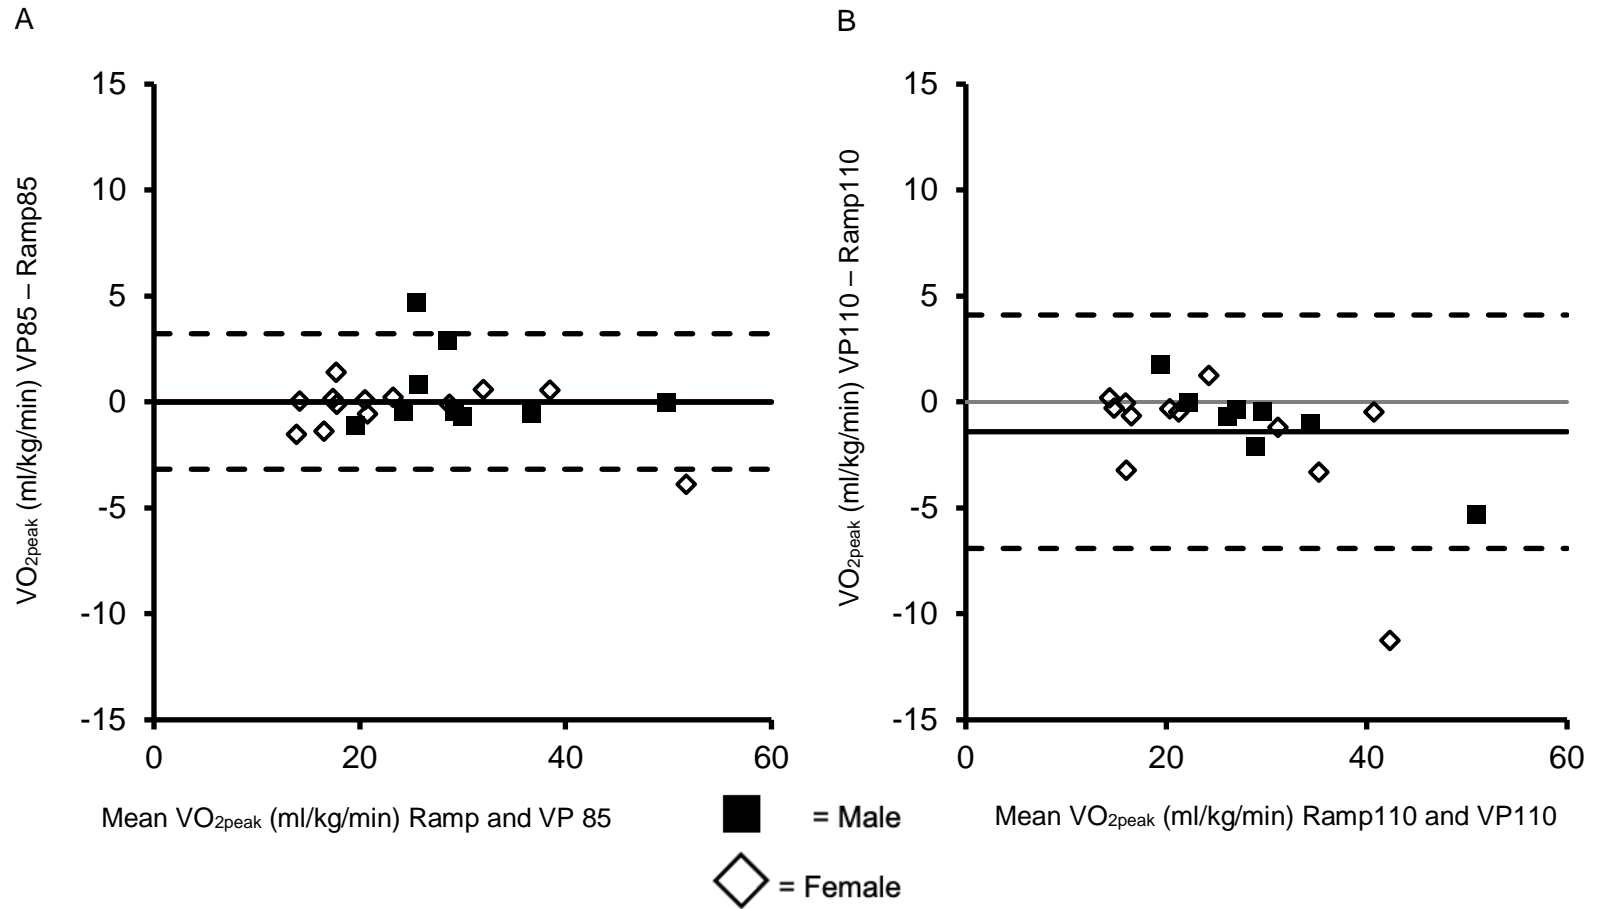 A
B
VO2peak (ml/kg/min) VP85 – Ramp85
15
10
5
0
-5
-10
-15
0 20 40 60
Mean VO2peak (ml/kg/min) Ramp and VP 85
VO2peak (ml/kg/min) VP110 – Ramp110
15
10
5
0
-5
-10
-15
0 20 40 60
Mean VO2peak (ml/kg/min) Ramp110 and VP110
= Male
= Female